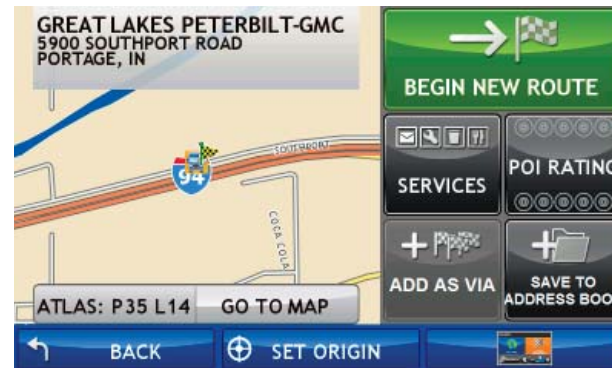 GREAT LAKES PETERBILT-GMC
5900 SOUTHPORT ROAD
PORTAGE, IN
BEGIN NEW ROUTE
SERVICES
POI RATING
ADD AS VIA
SAVE TO
ADDRESS BOO
SOUTHPORT
94
COCA COLA
ATLAS: P35 L14
GO TO MAP
BACK
SET ORIGIN